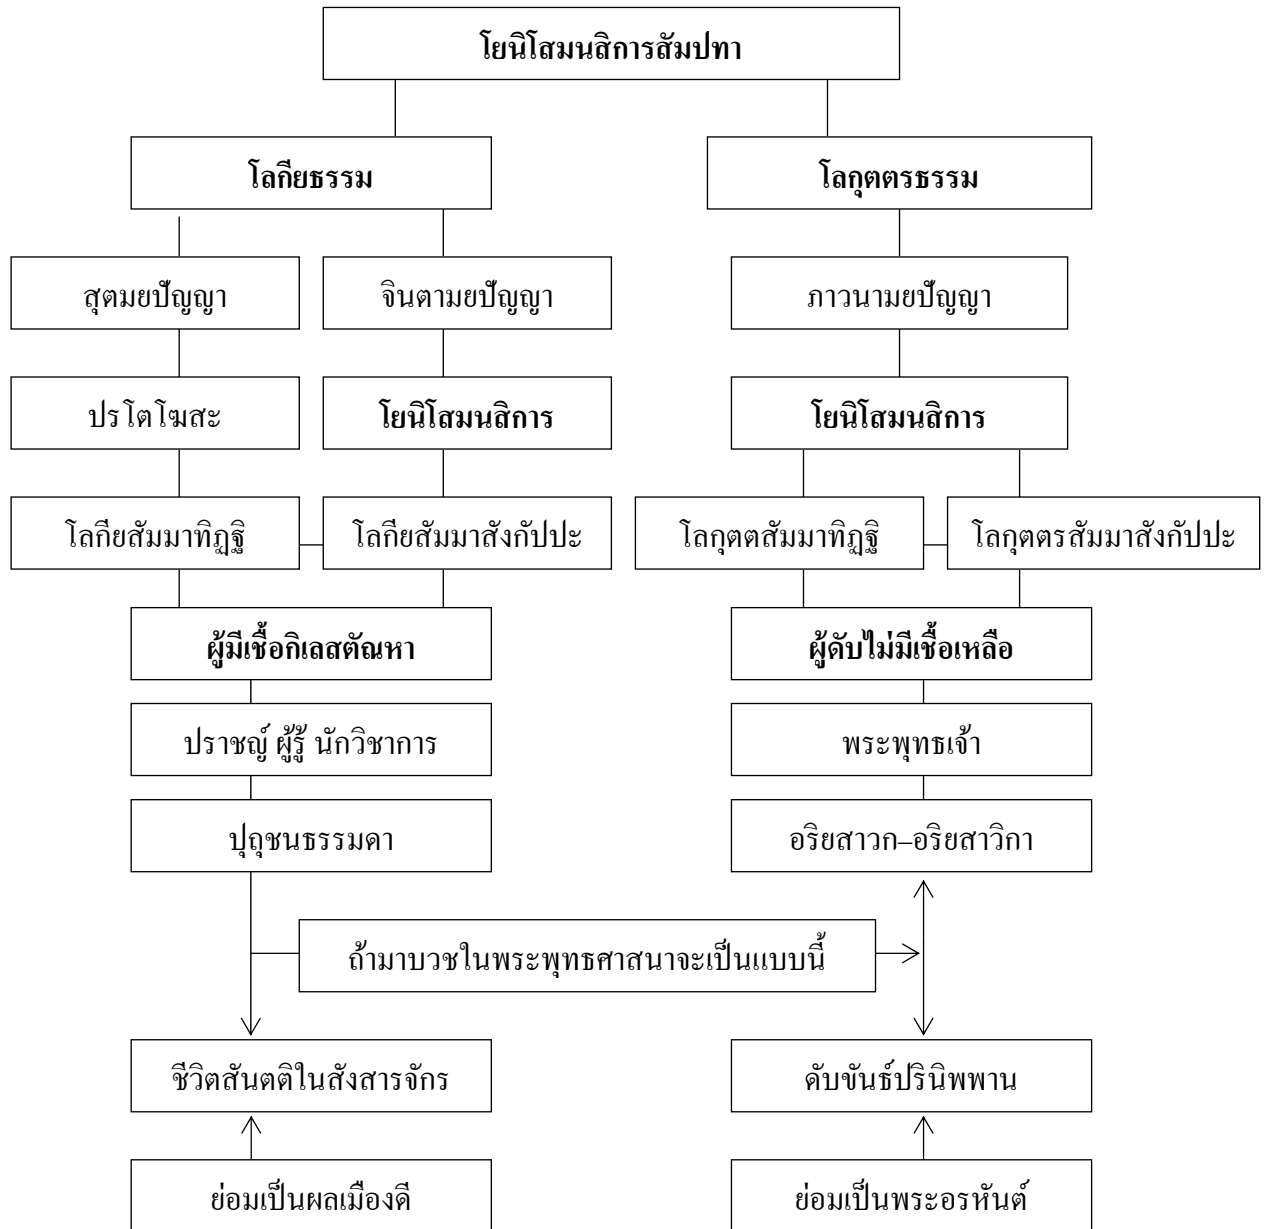 โยนิโสมนสิการสัมปทา
โลกียธรรม
โลกุตตรธรรม
สุตมยปัญญา
จินตามยปัญญา
ภาวนามยปัญญา
ปรโตโฆสะ
โยนิโสมนสิการ
โยนิโสมนสิการ
โลกียสัมมาทิฏฐิ
โลกียสัมมาสังกัปปะ
โลกุตตสัมมาทิฏฐิ
โลกุตตรสัมมาสังกัปปะ
ผู้มีเชื้อกิเลสตัณหา
ผู้ดับไม่มีเชื้อเหลือ
ปราชญ์ ผู้รู้ นักวิชาการ
พระพุทธเจ้า
ปุถุชนธรรมดา
อริยสาวก–อริยสาวิกา
ถ้ามาบวชในพระพุทธศาสนาจะเป็นแบบนี้
ชีวิตสันตติในสังสารจักร
ดับขันธ์ปรินิพพาน
ย่อมเป็นผลเมืองดี
ย่อมเป็นพระอรหันต์